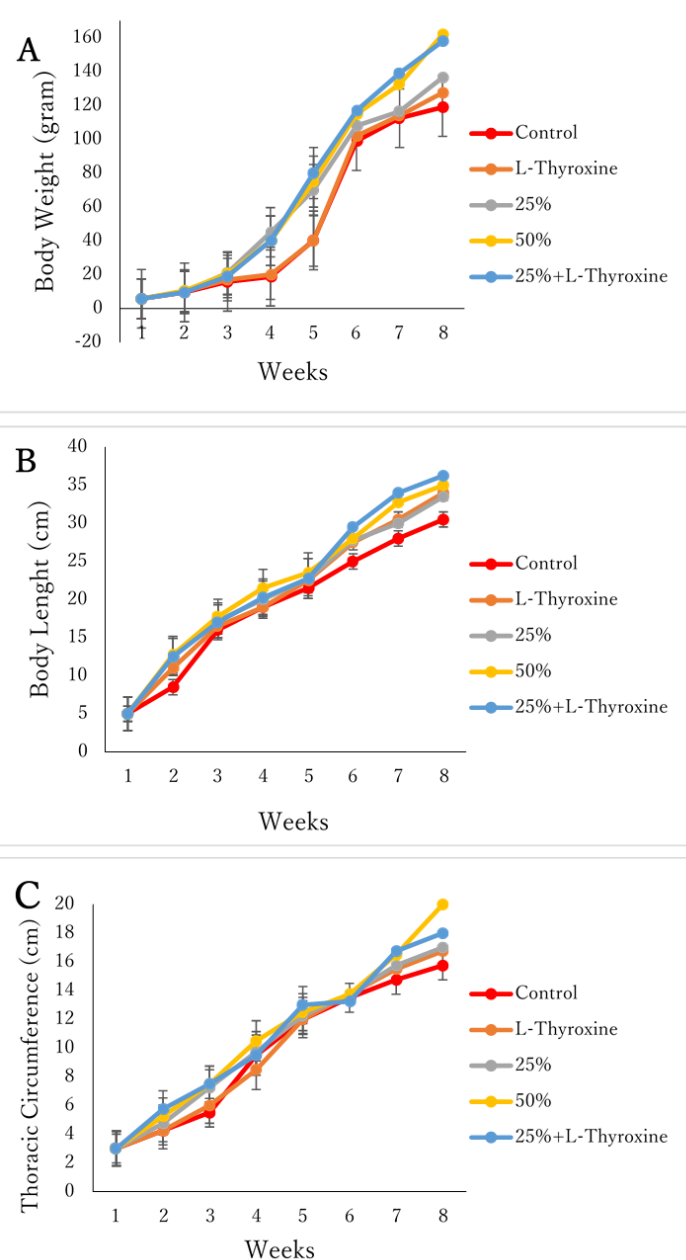 A
Body Weight (gram)
160
140
120
100
80
60
40
20
0
-20
1 2 3 4 5 6 7 8
Weeks
Control
L-Thyroxine
25%
50%
25%+L-Thyroxine
B
Body Lenght (cm)
40
35
30
25
20
15
10
5
0
1 2 3 4 5 6 7 8
Weeks
Control
L-Thyroxine
25%
50%
25%+L-Thyroxine
C
Thoracic Circumference (cm)
20
18
16
14
12
10
8
6
4
2
0
1 2 3 4 5 6 7 8
Weeks
Control
L-Thyroxine
25%
50%
25%+L-Thyroxine